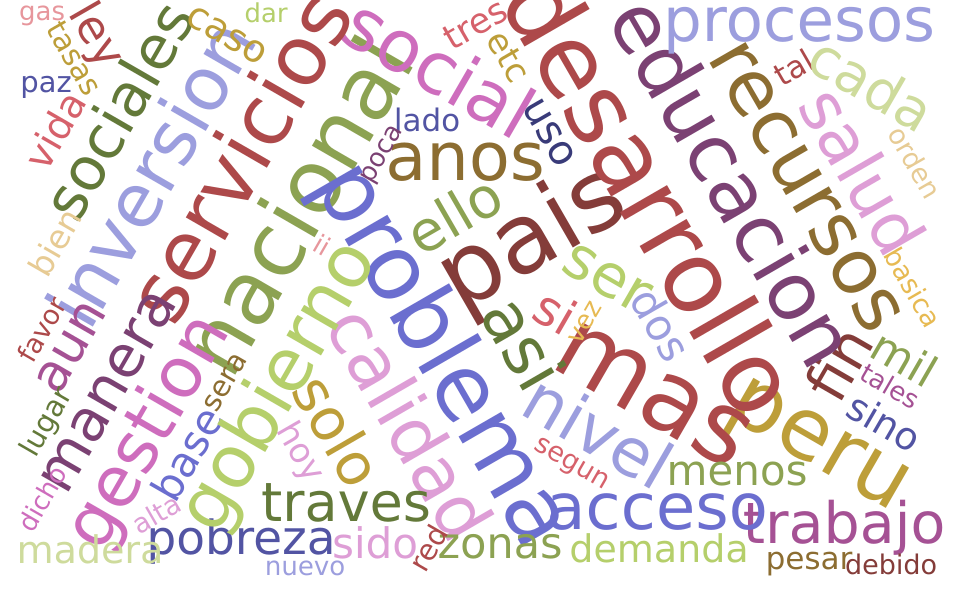 gas
ley
tasas
caso
dar
sociales
paz
vida
inversion
servicios
nacional
social
tres
etc
desarrollo
educacion
procesos
recursos
tal
cada
salud
orden
basica
lado
uso
poca
anos
ello
pais
problema
bien
ii
ser
dos
si
vez
asi
mas
favor
aun
manera
gestion
gobierno
calidad
solo
sera
base
lugar
hoy
nivel
segun
fin
mil
tales
sino
peru
menos
dicho
alta
traves
acceso
trabajo
madera
pobreza
sido
red
zonas
demanda
nuevo
pesar
debido